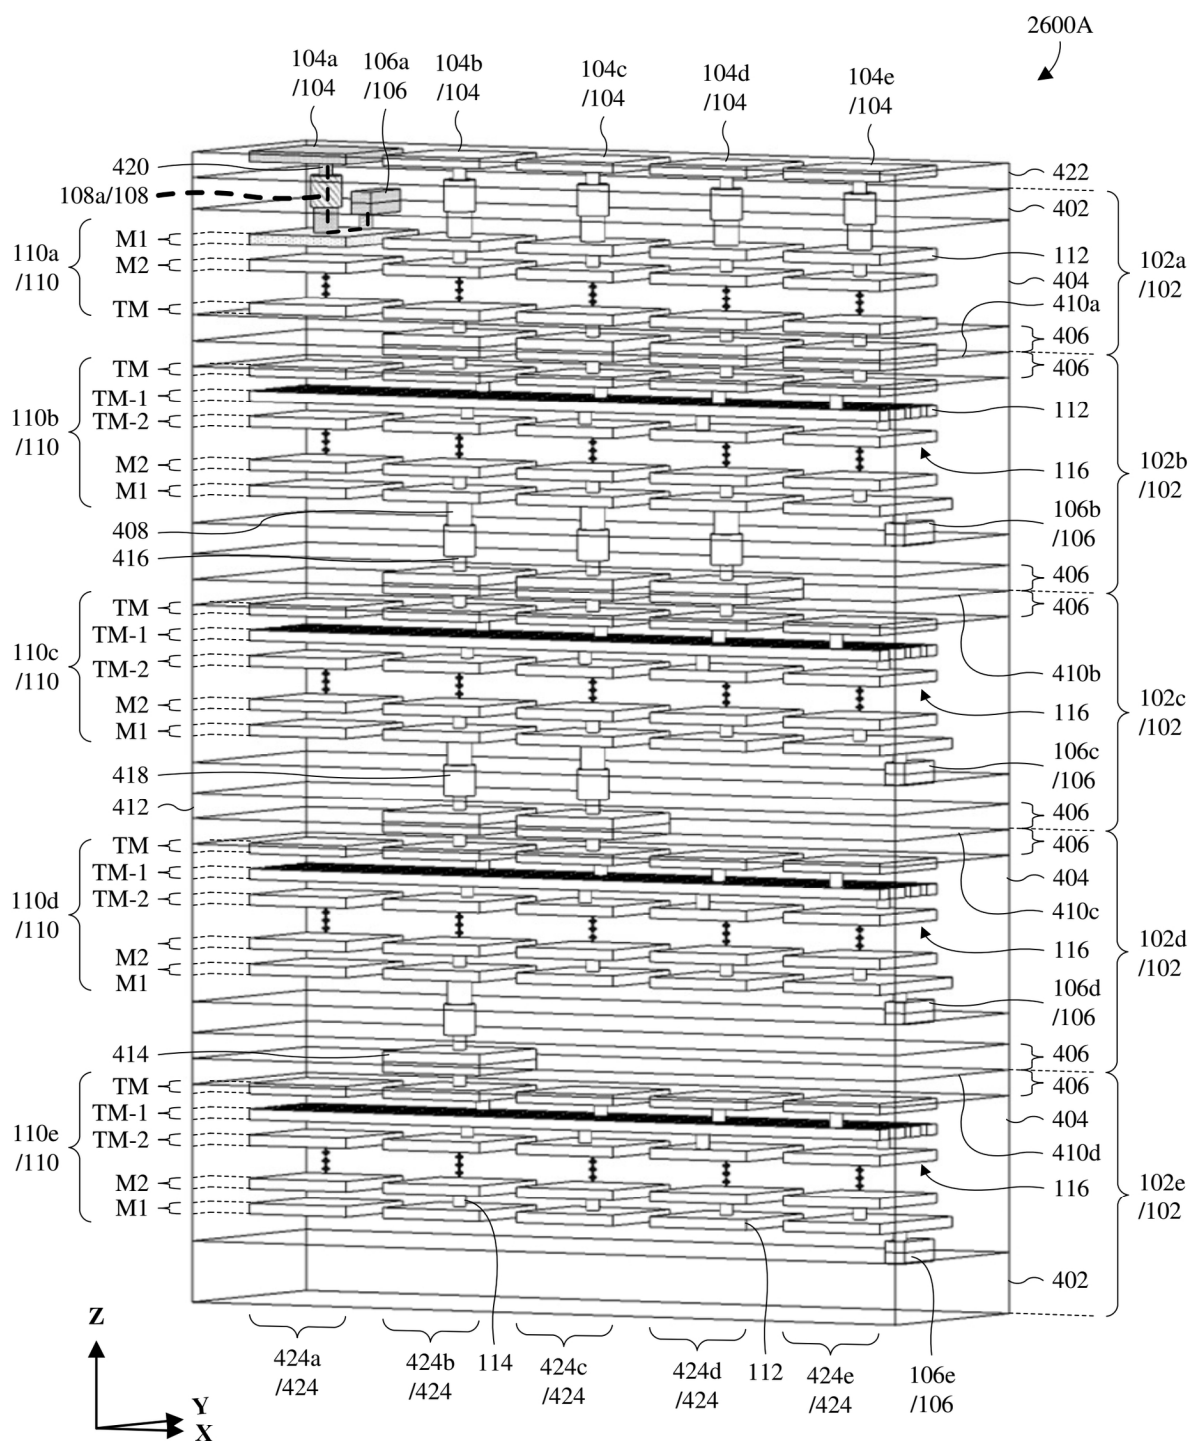 2600A
104a
/104
106a
/106
104b
/104
104c
/104
104d
/104
104e
/104
420
422
108a/108
402
110a
/110
M1
M2
TM
112
404
410a
102a
/102
406
406
110b
/110
TM
TM-1
TM-2
M2
M1
112
116
102b
/102
408
416
106b
/106
406
406
110c
/110
TM
TM-1
TM-2
M2
M1
410b
116
102c
/102
418
412
106c
/106
406
406
110d
/110
TM
TM-1
TM-2
M2
M1
404
410c
116
102d
/102
106d
/106
414
406
406
110e
/110
TM
TM-1
TM-2
M2
M1
404
410d
116
102e
/102
402
Z
Y
X
424a
/424
424b
/424
114
424c
/424
424d
/424
112
424e
/424
106e
/106